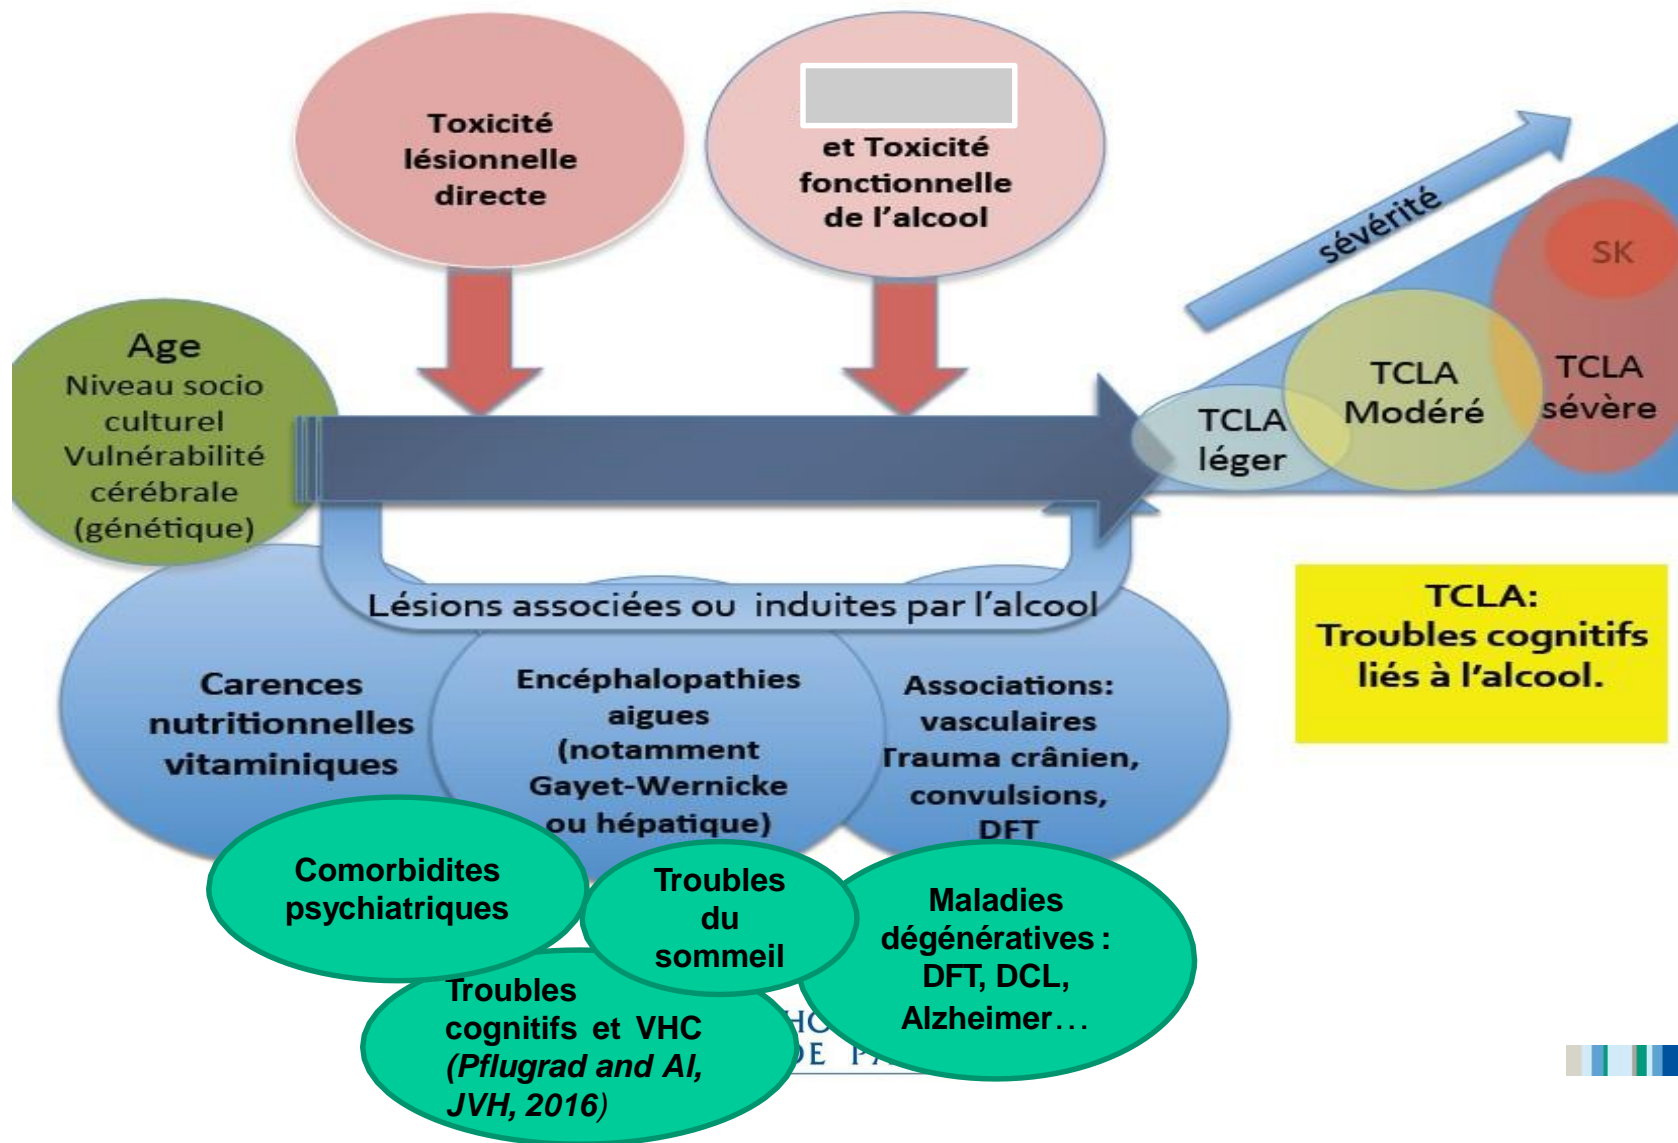 Toxicité
lésionnelle
directe
et Toxicité
fonctionnelle
de l'alcool
sévérité
SK
TCLA
sévère
TCLA
Modéré
TCLA
léger
Age
Niveau socio
culturel
Vulnérabilité
cérébrale
(génétique)
Lésions associées ou induites par l'alcool
Carences
nutritionnelles
vitaminiques
Encéphalopathies
aigues
(notamment
Gayet-Wernicke
ou hépatique)
Associations:
vasculaires
Trauma crânien,
convulsions,
DFT
TCLA:
Troubles cognitifs
liés à l'alcool.
Comorbidites
psychiatriques
Troubles
du
sommeil
Maladies
dégénératives :
DFT, DCL,
Alzheimer…
Troubles
cognitifs et VHC
(Pflugrad and Al,
JVH, 2016)
DE